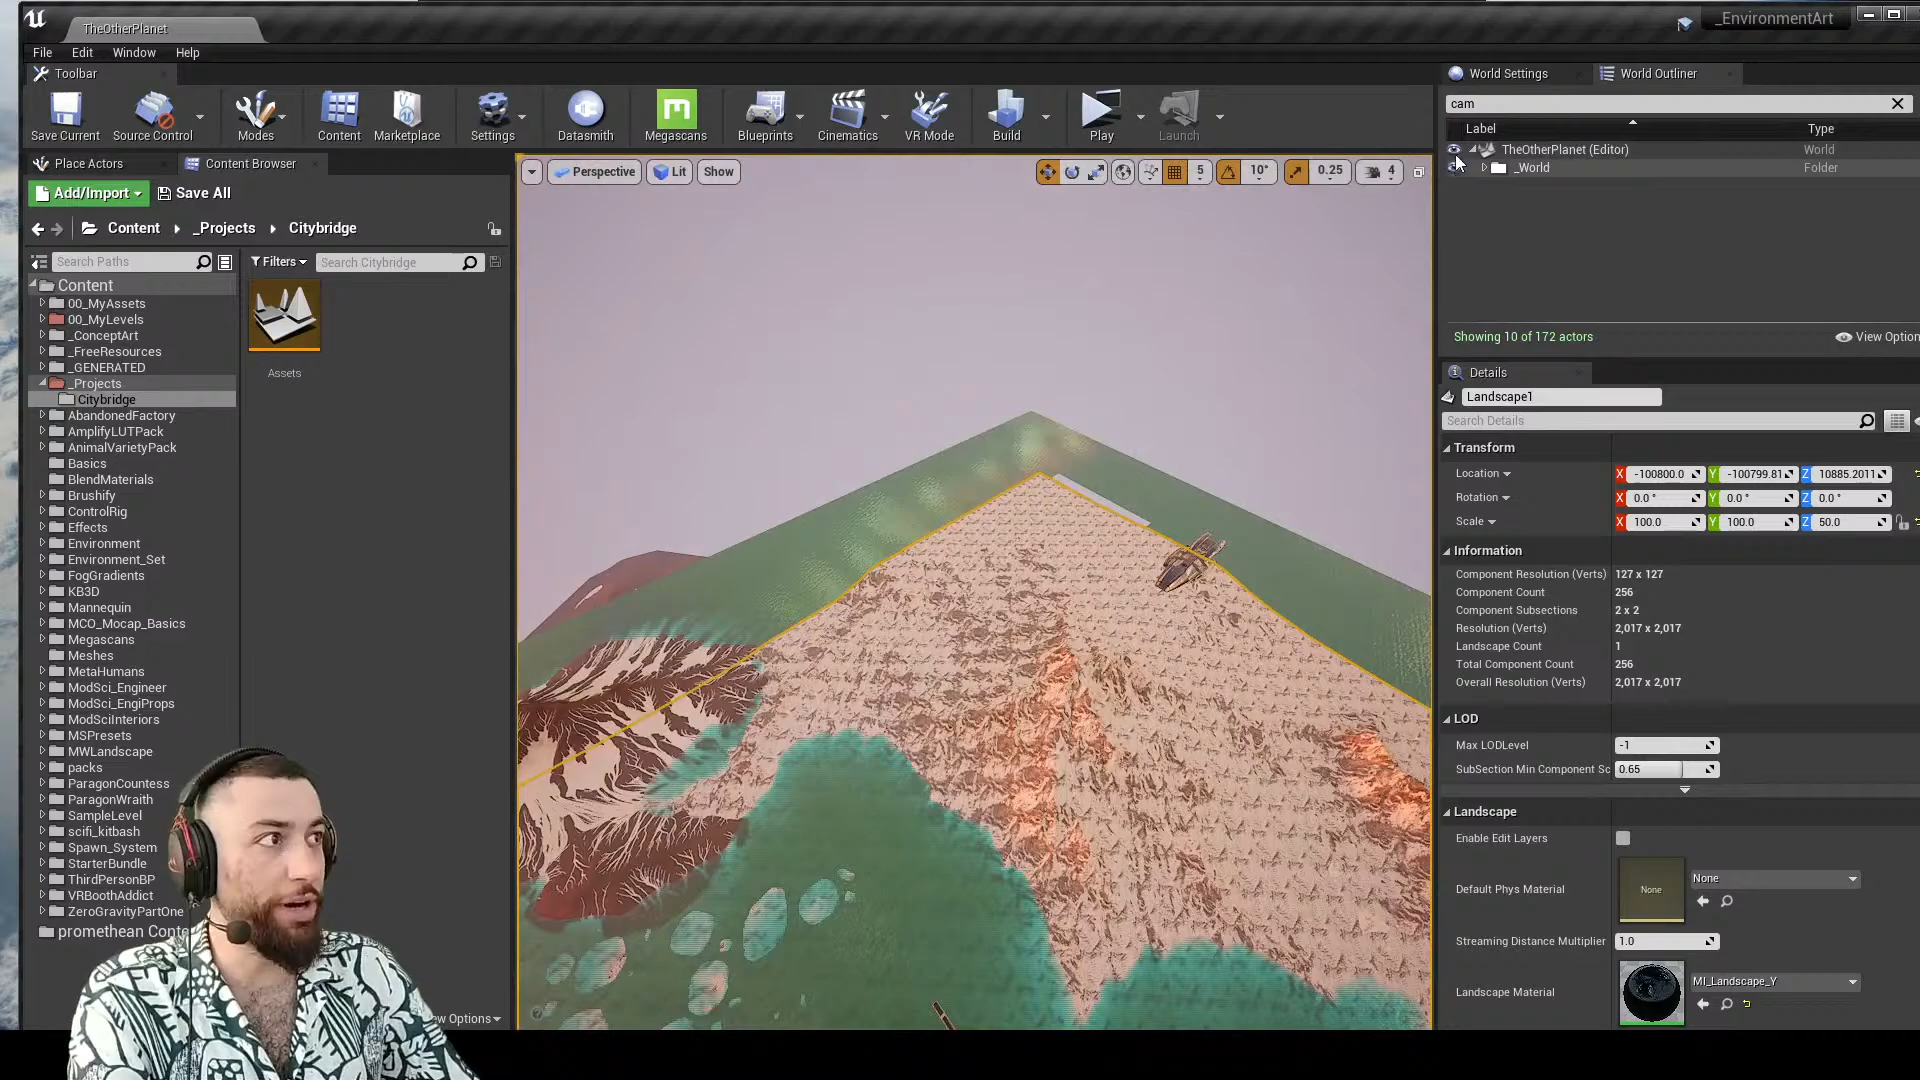 TheOtherPlanet
_EnvironmentArt
File Edit Window Help
Toolbar
World Settings
World Outliner
Save Current
Source Control
Modes
Content
Marketplace
Settings
Datasmith
Megascans
Blueprints
Cinematics
VR Mode
Build
Play
Launch
cam
Label
Type
TheOtherPlanet (Editor)
World
_World
Folder
Showing 10 of 172 actors
View Option
Place Actors
Content Browser
Add/Import
Save All
Content
_Projects
Citybridge
Search Paths
Filters
Search Citybridge
Content
00_MyAssets
00_MyLevels
_ConceptArt
_FreeResources
_GENERATED
_Projects
Citybridge
AbandonedFactory
AmplifyLUTPack
AnimalVarietyPack
Basics
BlendMaterials
Brushify
ControlRig
Effects
Environment
Environment_Set
FogGradients
KB3D
Mannequin
MCO_Mocap_Basics
Megascans
Meshes
MetaHumans
ModSci_Engineer
ModSci_EngiProps
ModSciInteriors
MSPresets
MWLandscape
packs
ParagonCountess
ParagonWraith
SampleLevel
scifi_kitbash
Spawn_System
StarterBundle
ThirdPersonBP
VRBoothAddict
ZeroGravityPartOne
promethean Conte
Assets
ew Options
Perspective
Lit
Show
5
10°
0.25
4
Details
Landscape1
Search Details
Transform
Location X -100800.0 Y -100799.81 Z 10885.2011
Rotation X 0.0 ° Y 0.0 ° Z 0.0 °
Scale X 100.0 Y 100.0 Z 50.0
Information
Component Resolution (Verts) 127 x 127
Component Count 256
Component Subsections 2 x 2
Resolution (Verts) 2,017 x 2,017
Landscape Count 1
Total Component Count 256
Overall Resolution (Verts) 2,017 x 2,017
LOD
Max LODLevel -1
SubSection Min Component Sc 0.65
Landscape
Enable Edit Layers
Default Phys Material
None
None
Streaming Distance Multiplier 1.0
Landscape Material
MI_Landscape_Y